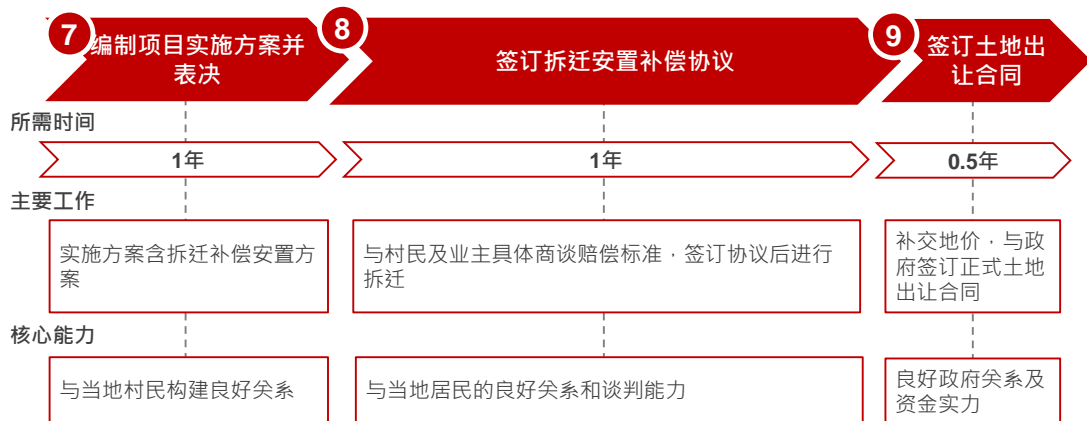 7
编制项目实施方案并
表决
8
签订拆迁安置补偿协议
9
签订土地出
让合同
所需时间
1年
1年
0.5年
主要工作
实施方案含拆迁补偿安置方
案
与村民及业主具体商谈赔偿标准，签订协议后进行
拆迁
补交地价，与政
府签订正式土地
出让合同
核心能力
与当地村民构建良好关系
与当地居民的良好关系和谈判能力
良好政府关系及
资金实力